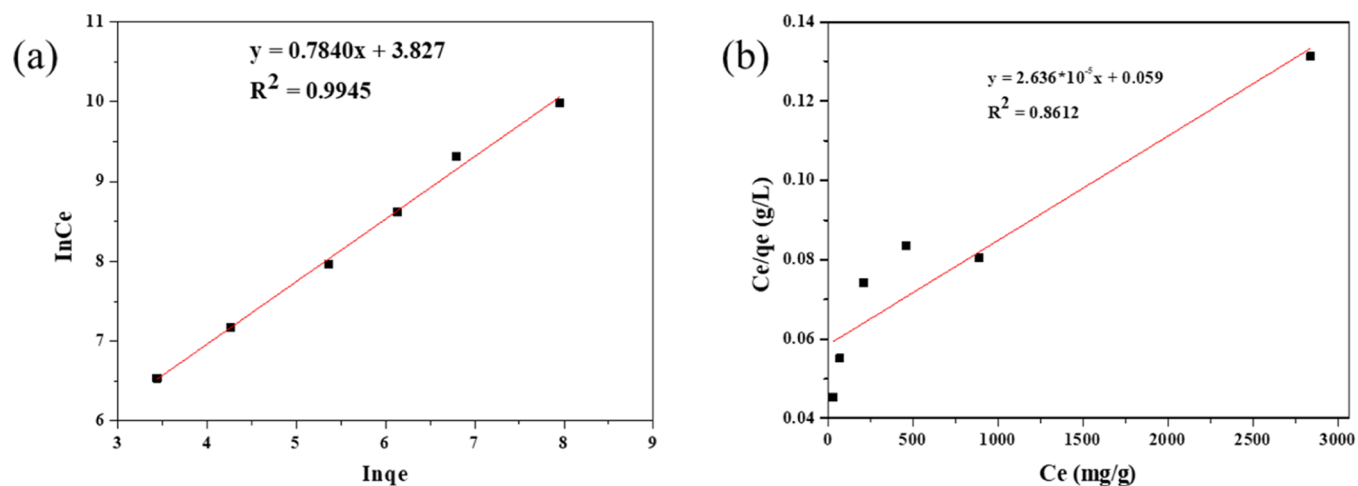 (a)
y = 0.7840x + 3.827
R² = 0.9945
11
10
9
8
7
6
3 4 5 6 7 8 9
InCe
Inqe
(b)
y = 2.636*10⁻⁵x + 0.059
R² = 0.8612
0.14
0.12
0.10
0.08
0.06
0.04
0 500 1000 1500 2000 2500 3000
Ce/qe (g/L)
Ce (mg/g)